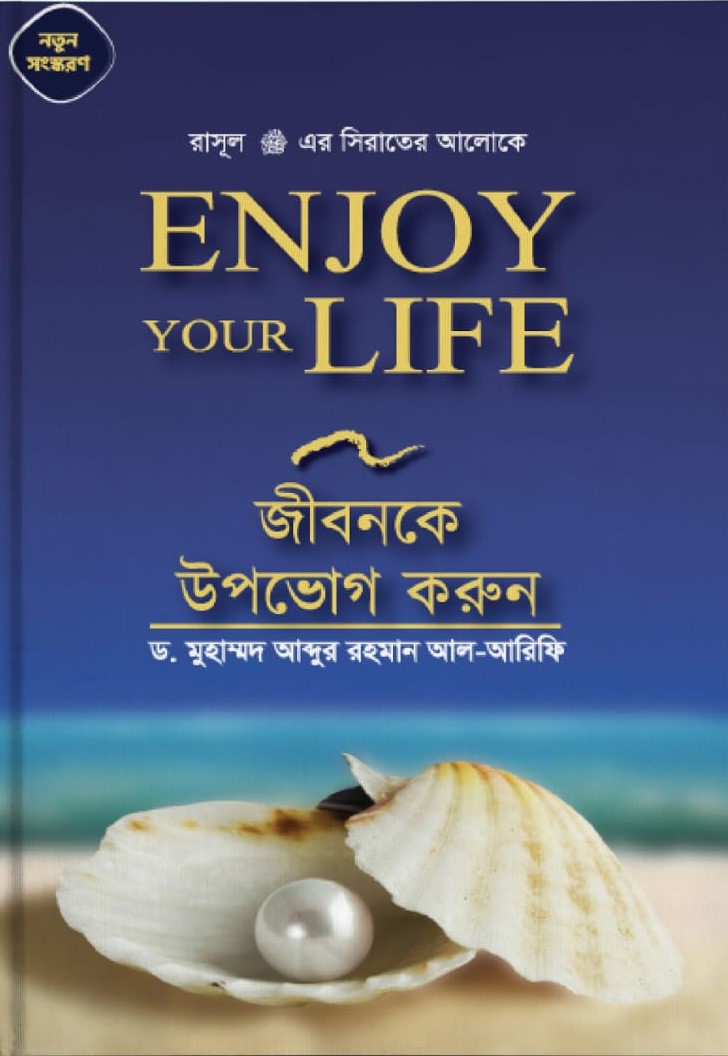 নতুন
সংস্করণ
রাসূল ﷺ এর সিরাতের আলোকে
ENJOY
YOUR LIFE
জীবনকে
উপভোগ করুন
ড. মুহাম্মদ আব্দুর রহমান আল-আরিফি